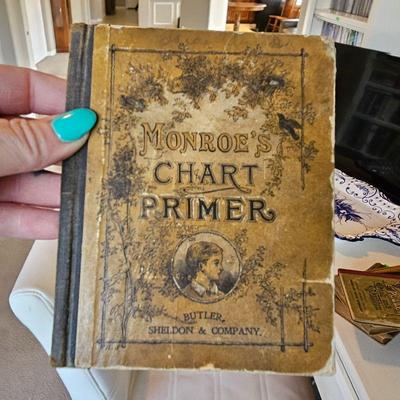 MONROE'S
CHART
PRIMER
BUTLER,
SHELDON & COMPANY.